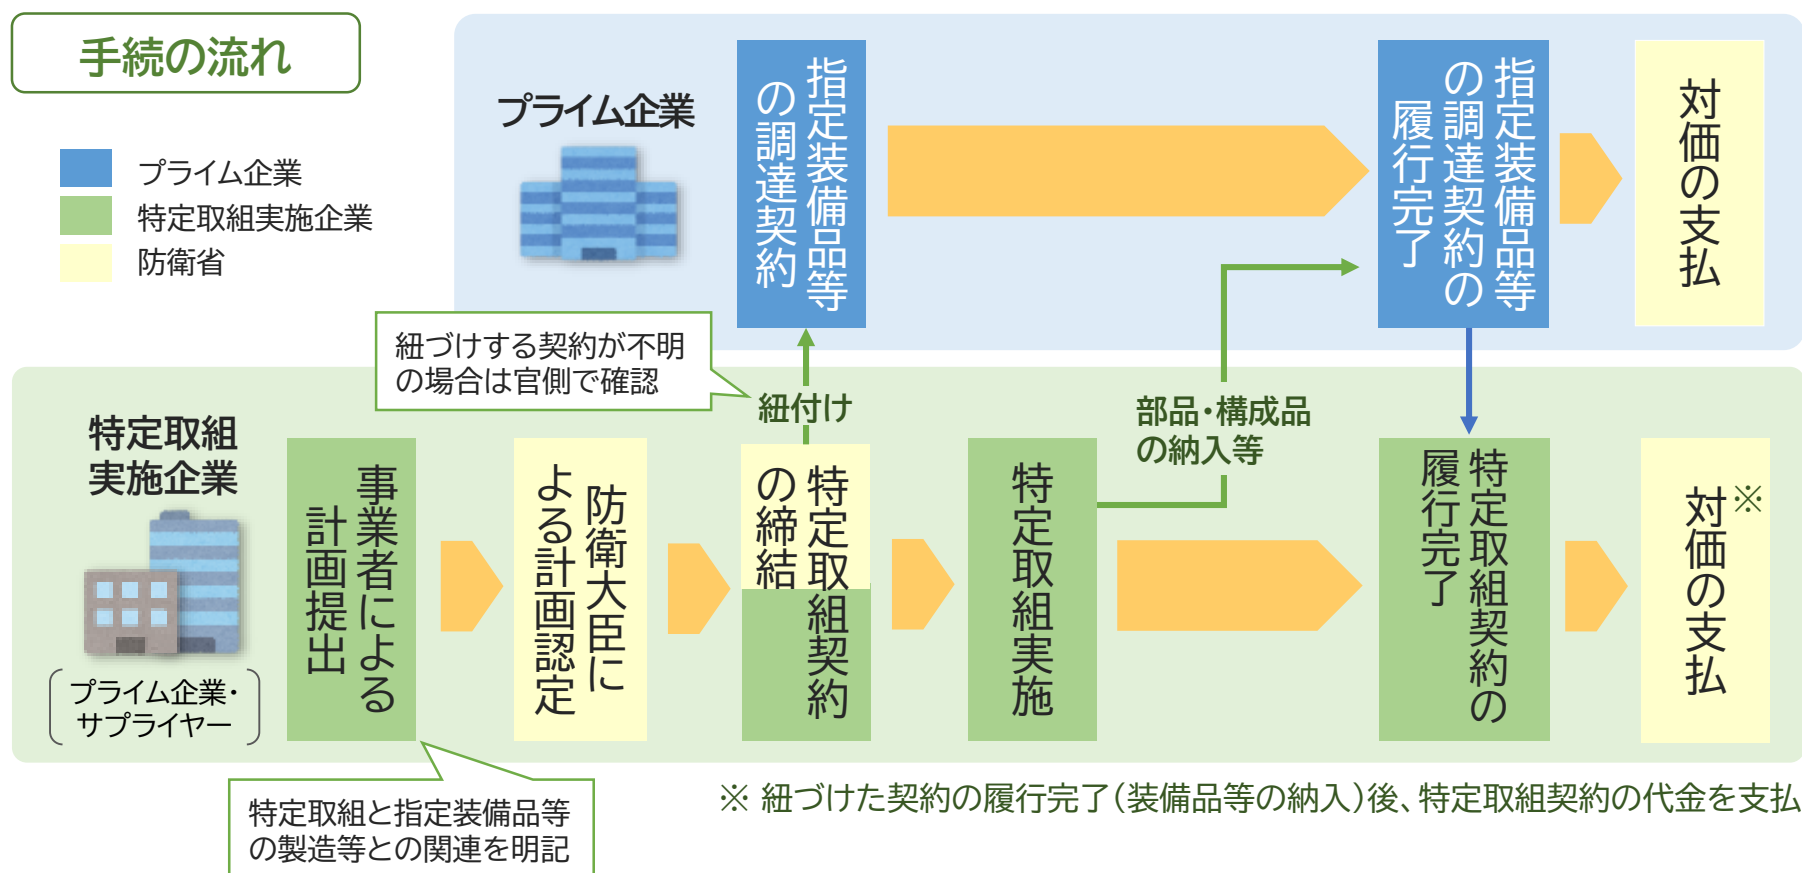 手続の流れ
プライム企業
特定取組実施企業
防衛省
プライム企業
指定装備品等
の調達契約
指定装備品等
の調達契約の
履行完了
対価の支払
紐づけする契約が不明
の場合は官側で確認
紐付け
部品・構成品
の納入等
特定取組
実施企業
プライム企業・
サプライヤー
事業者による
計画提出
防衛大臣に
よる計画認定
特定取組契約
の締結
特定取組実施
特定取組契約の
履行完了
対価の支払※
特定取組と指定装備品等
の製造等との関連を明記
※ 紐づけた契約の履行完了(装備品等の納入)後、特定取組契約の代金を支払